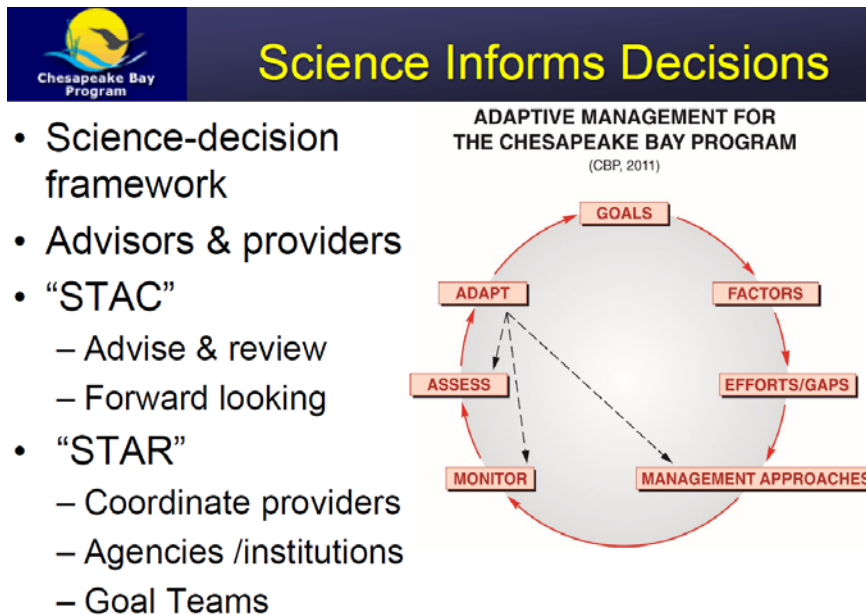 Chesapeake Bay
Program
Science Informs Decisions
• Science-decision
framework
• Advisors & providers
• “STAC”
– Advise & review
– Forward looking
• “STAR”
– Coordinate providers
– Agencies /institutions
– Goal Teams
ADAPTIVE MANAGEMENT FOR
THE CHESAPEAKE BAY PROGRAM
(CBP, 2011)
GOALS
FACTORS
EFFORTS/GAPS
MANAGEMENT APPROACHES
MONITOR
ASSESS
ADAPT